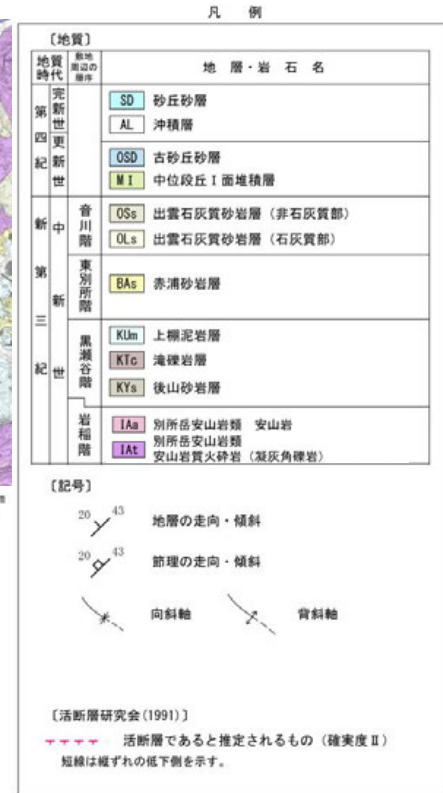 凡 例
〔地質〕
地質時代
敷地周辺の層序
地 層・岩 石 名
第四紀
完新世
SD 砂丘砂層
AL 沖積層
更新世
OSD 古砂丘砂層
MI 中位段丘Ⅰ面堆積層
新第三紀
中新世
音川階
OSs 出雲石灰質砂岩層（非石灰質部）
OLs 出雲石灰質砂岩層（石灰質部）
東別所階
BAs 赤浦砂岩層
黒瀬谷階
KUm 上棚泥岩層
KTc 滝礫岩層
KYs 後山砂岩層
岩稲階
IAa 別所岳安山岩類 安山岩
IAt 別所岳安山岩類
安山岩質火砕岩（凝灰角礫岩）
〔記号〕
20 43 地層の走向・傾斜
20 43 節理の走向・傾斜
向斜軸 背斜軸
〔活断層研究会(1991)〕
活断層であると推定されるもの（確実度Ⅱ）
短線は縦ずれの低下側を示す。